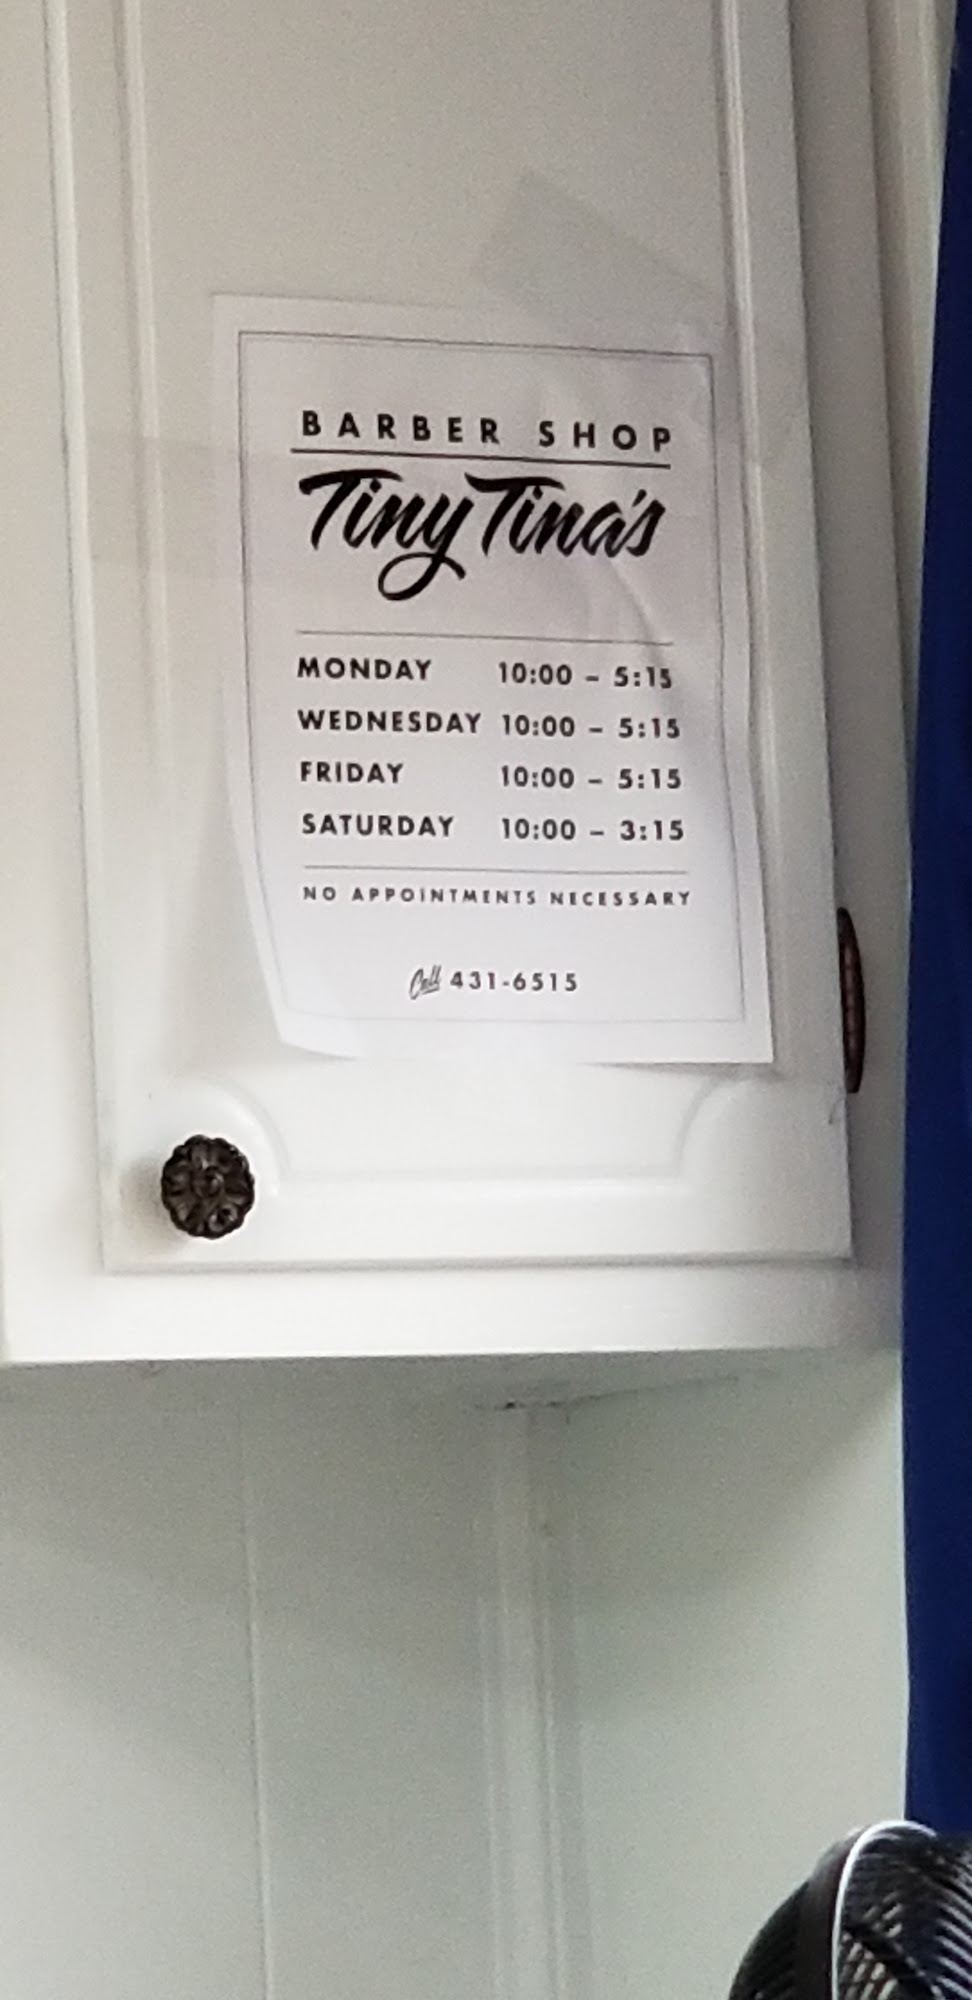 BARBER SHOP
Tiny Tina's
MONDAY 10:00 – 5:15
WEDNESDAY 10:00 – 5:15
FRIDAY 10:00 – 5:15
SATURDAY 10:00 – 3:15
NO APPOINTMENTS NECESSARY
Call 431-6515